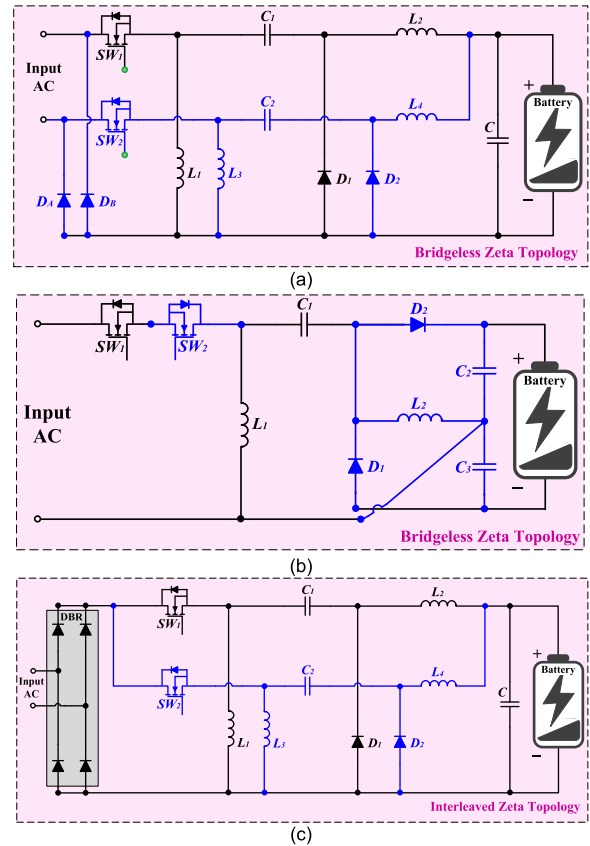 C1
L2
SW1
Input
AC
C2
L4
SW2
C
+
Battery
L1
L3
D1
D2
DA
DB
−
Bridgeless Zeta Topology
(a)
C1
D2
SW1
SW2
C2
+
Battery
Input
AC
L1
L2
D1
C3
−
Bridgeless Zeta Topology
(b)
C1
L2
DBR
SW1
Input
AC
C2
L4
SW2
C
+
Battery
L1
L3
D1
D2
−
Interleaved Zeta Topology
(c)